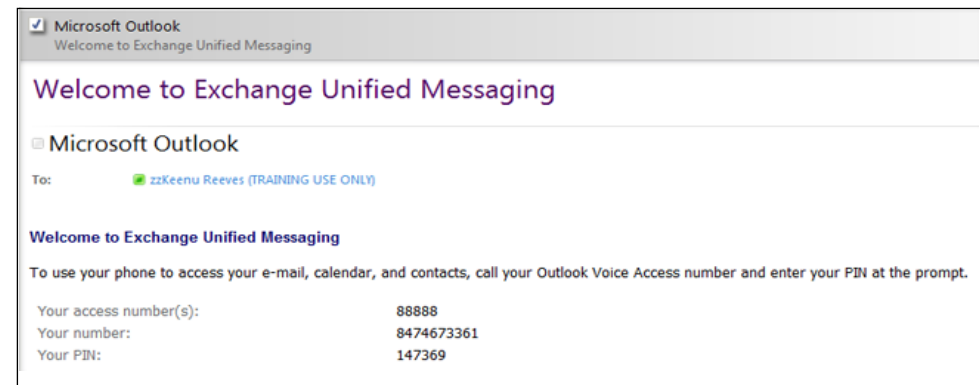 Microsoft Outlook
Welcome to Exchange Unified Messaging
Welcome to Exchange Unified Messaging
Microsoft Outlook
To: zzKeenu Reeves (TRAINING USE ONLY)
Welcome to Exchange Unified Messaging
To use your phone to access your e-mail, calendar, and contacts, call your Outlook Voice Access number and enter your PIN at the prompt.
Your access number(s): 88888
Your number: 8474673361
Your PIN: 147369